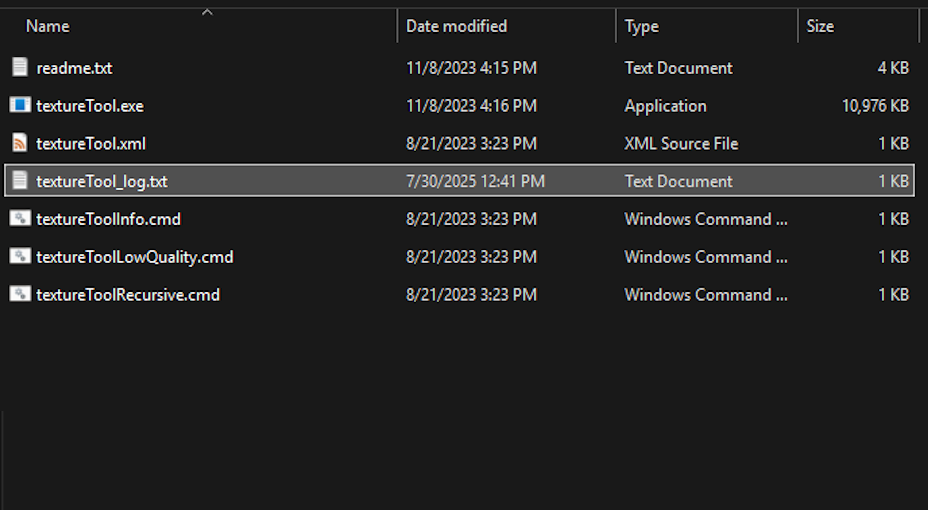 Name Date modified Type Size
readme.txt 11/8/2023 4:15 PM Text Document 4 KB
textureTool.exe 11/8/2023 4:16 PM Application 10,976 KB
textureTool.xml 8/21/2023 3:23 PM XML Source File 1 KB
textureTool_log.txt 7/30/2025 12:41 PM Text Document 1 KB
textureToolInfo.cmd 8/21/2023 3:23 PM Windows Command ... 1 KB
textureToolLowQuality.cmd 8/21/2023 3:23 PM Windows Command ... 1 KB
textureToolRecursive.cmd 8/21/2023 3:23 PM Windows Command ... 1 KB